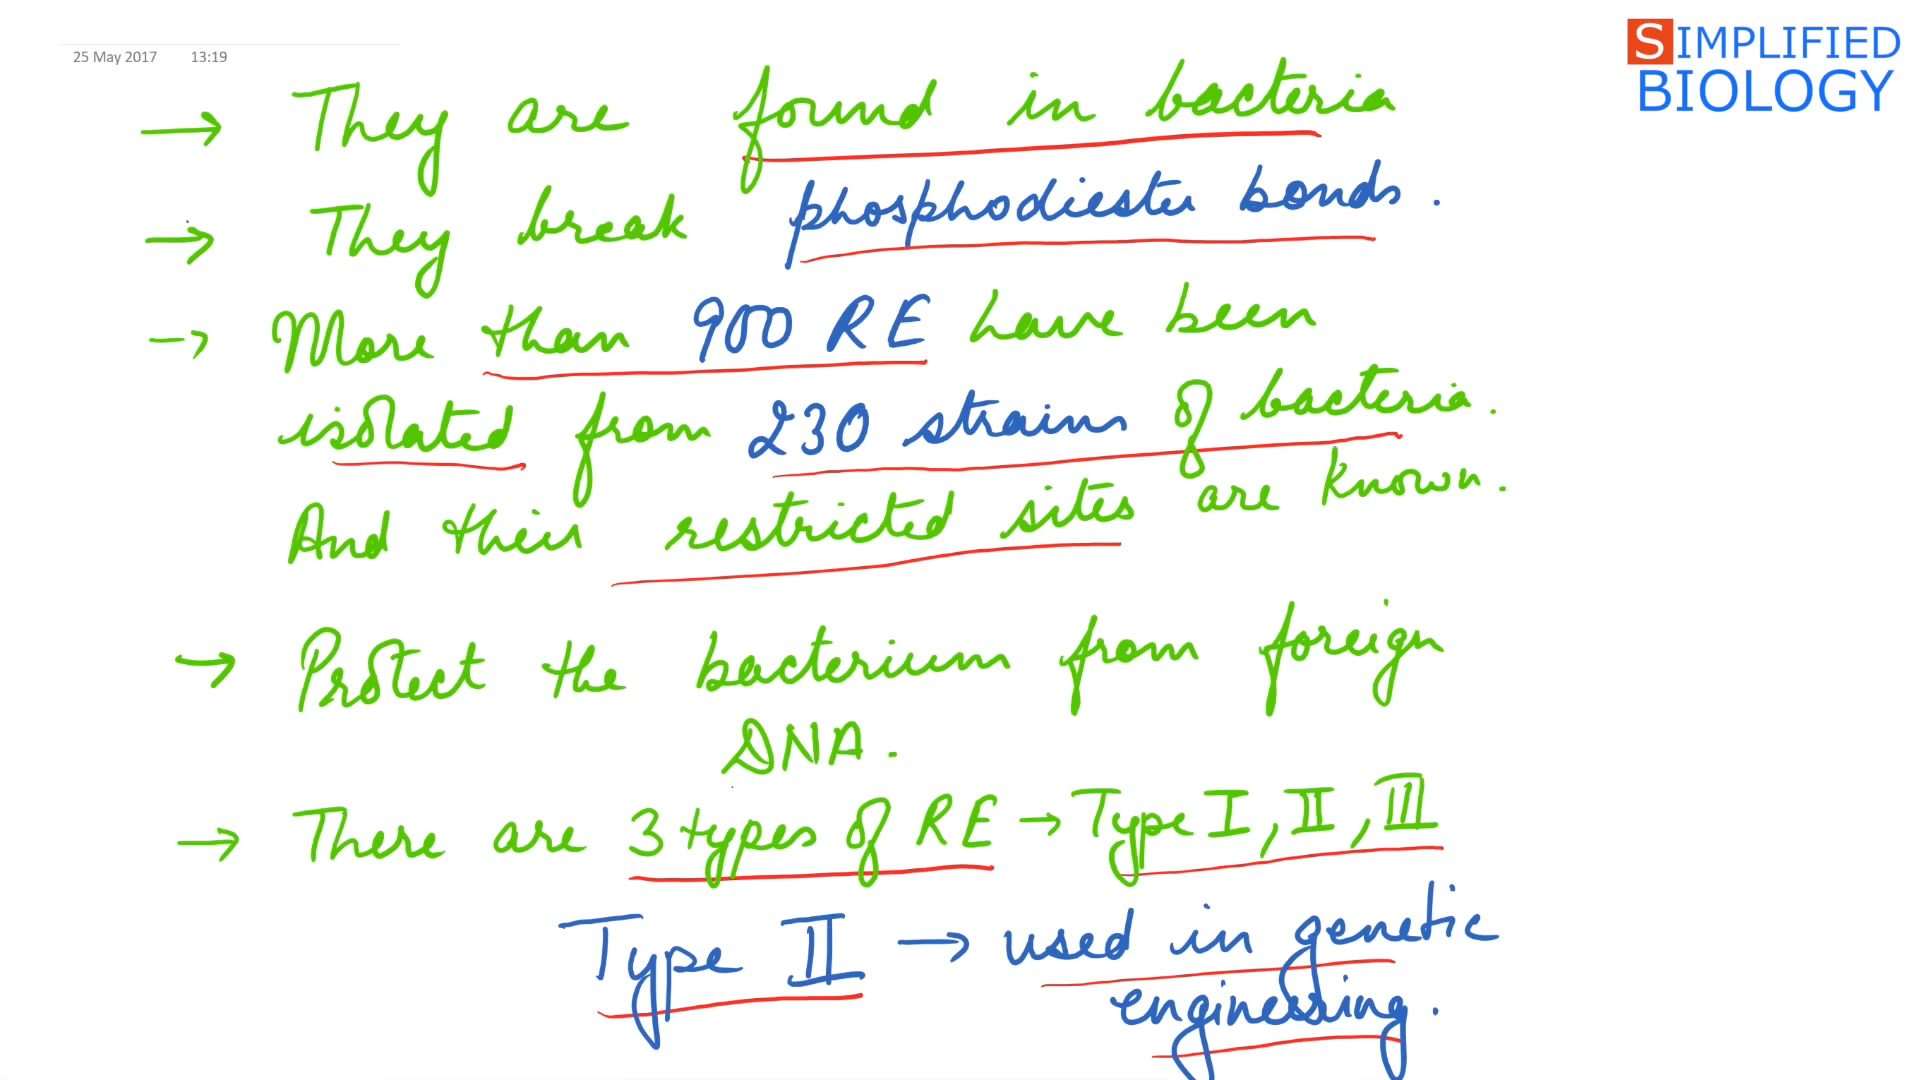 25 May 2017 13:19
SIMPLIFIED
BIOLOGY
→ They are found in bacteria
→ They break phosphodiester bonds.
→ More than 900 RE have been
isolated from 230 strains of bacteria.
And their restricted sites are known.
→ Protect the bacterium from foreign
DNA.
→ There are 3 types of RE → Type I, II, III
Type II → used in genetic
engineering.